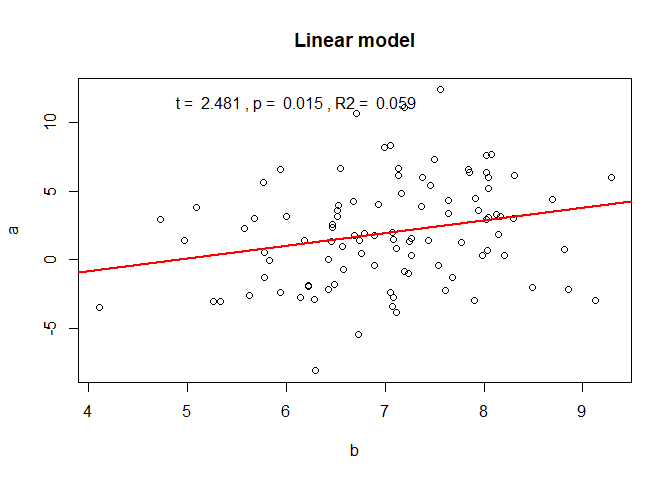 Linear model
t = 2.481 , p = 0.015 , R2 = 0.059
10
5
0
-5
a
4 5 6 7 8 9
b